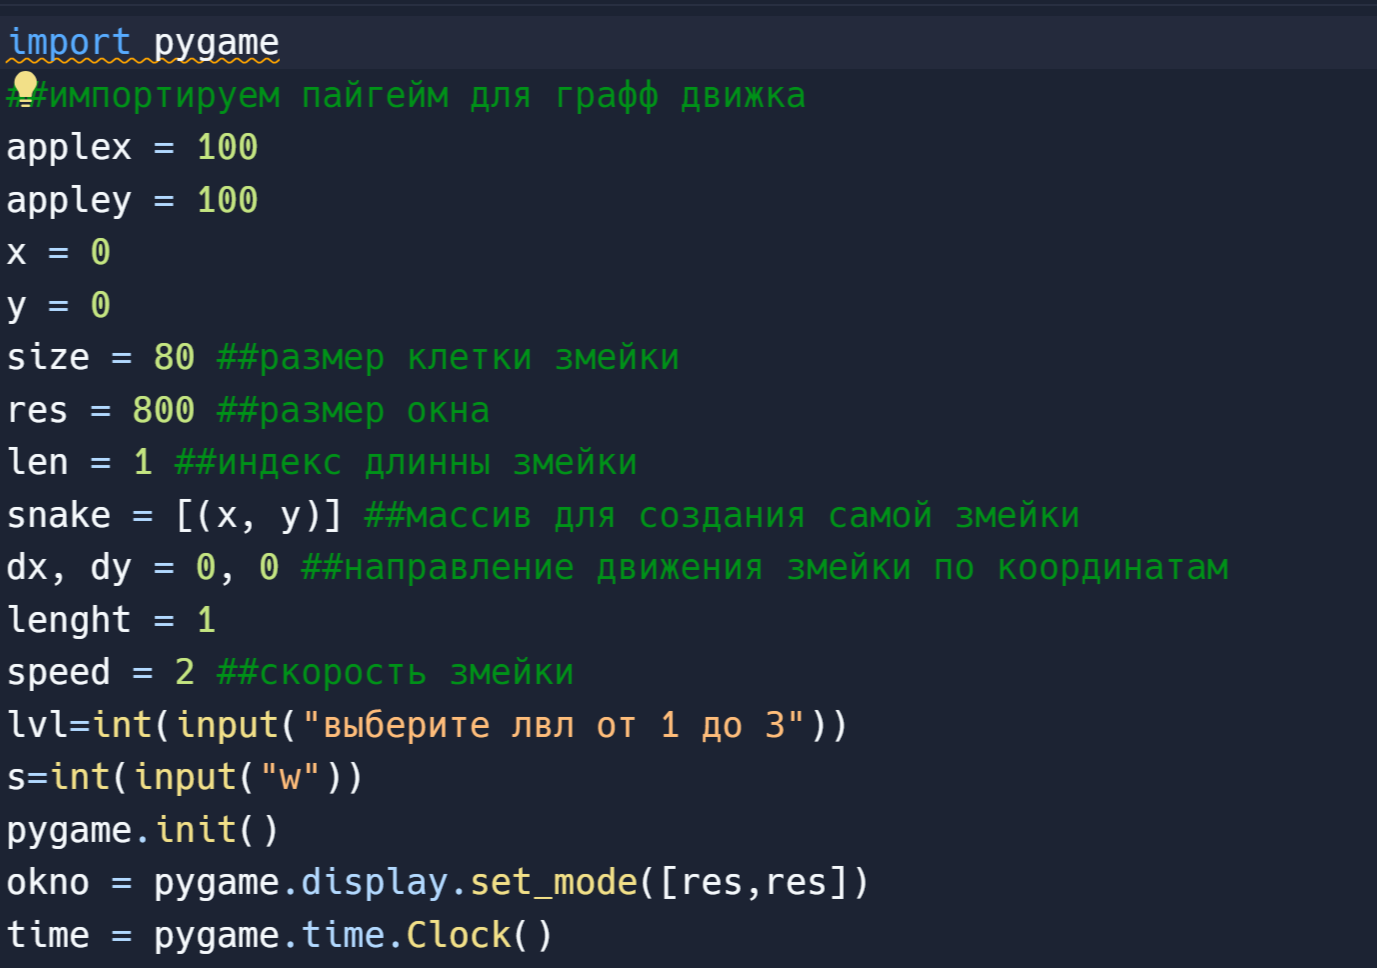 import pygame
##импортируем пайгейм для графф движка
applex = 100
appley = 100
x = 0
y = 0
size = 80 ##размер клетки змейки
res = 800 ##размер окна
len = 1 ##индекс длинны змейки
snake = [(x, y)] ##массив для создания самой змейки
dx, dy = 0, 0 ##направление движения змейки по координатам
lenght = 1
speed = 2 ##скорость змейки
lvl=int(input("выберите лвл от 1 до 3"))
s=int(input("w"))
pygame.init()
okno = pygame.display.set_mode([res,res])
time = pygame.time.Clock()